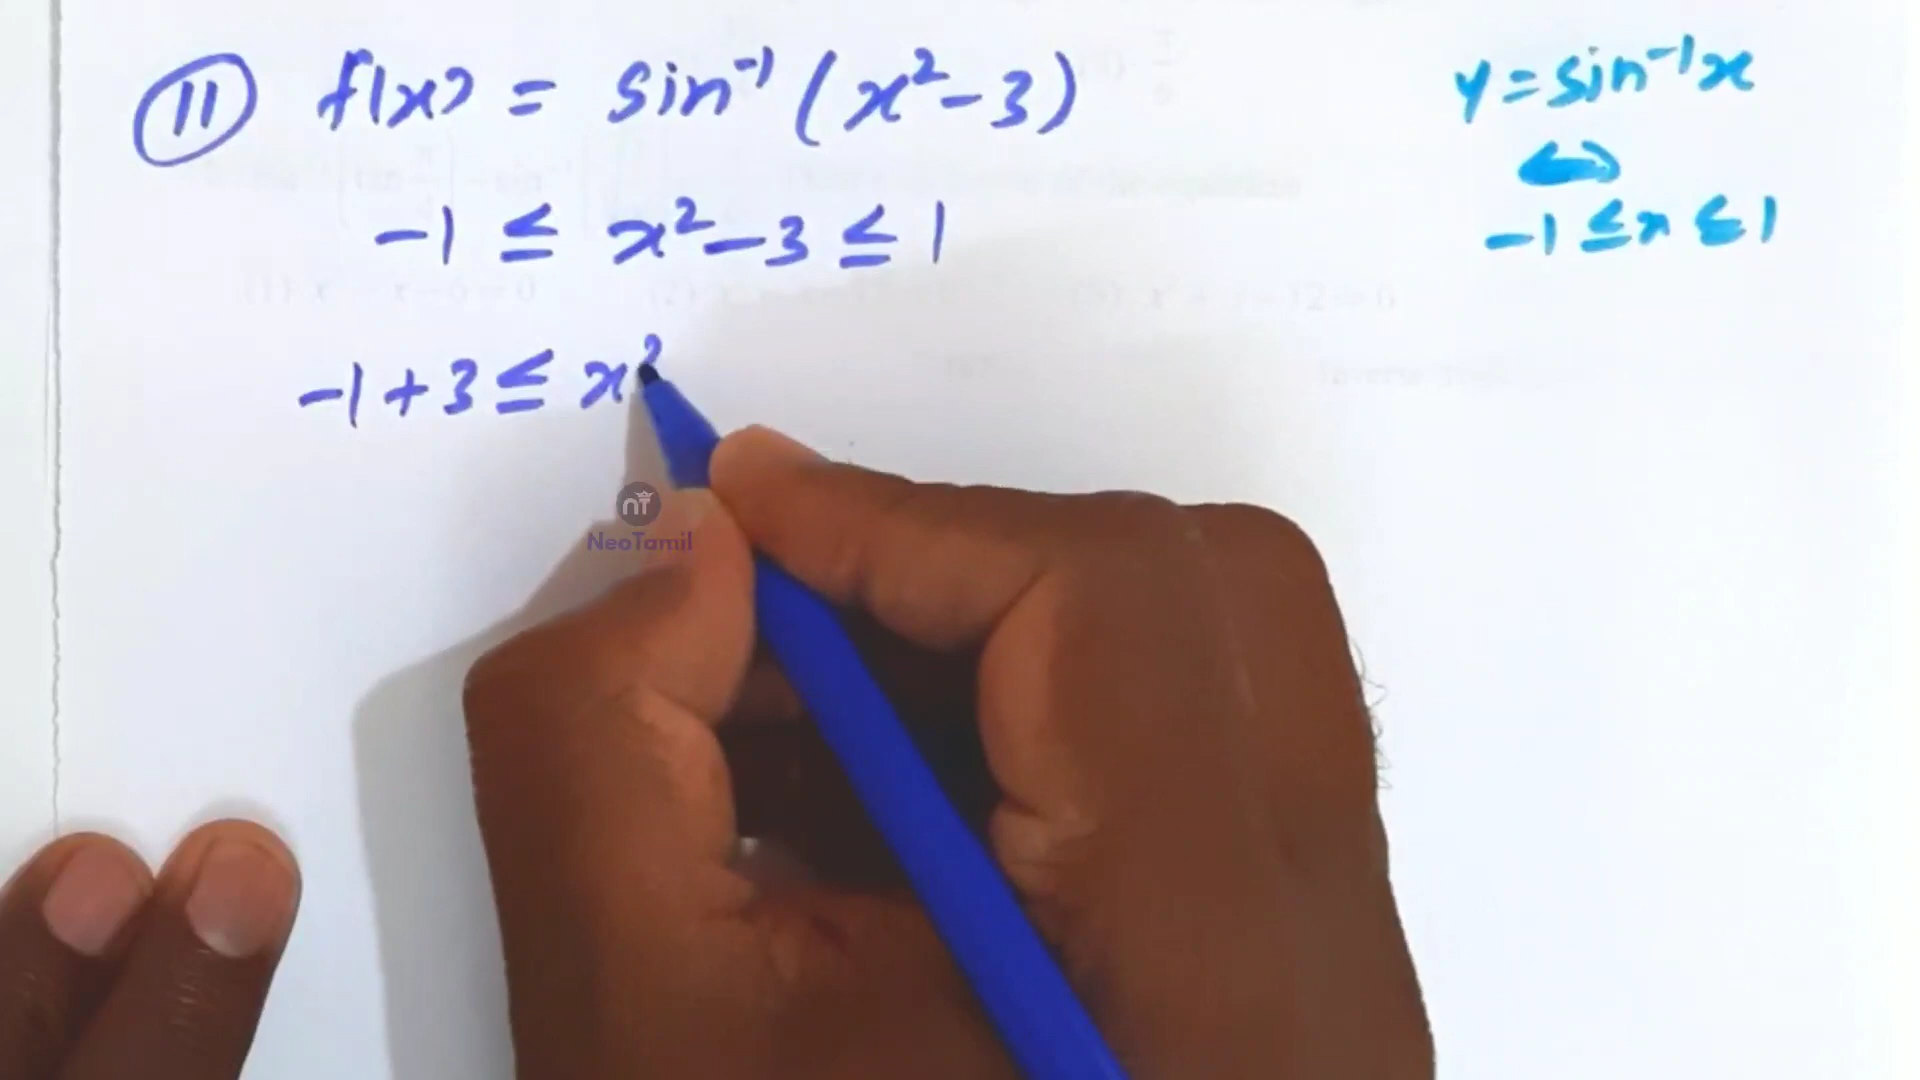 11 f(x) = sin⁻¹ (x² - 3)
y = sin⁻¹x
⇔
-1 ≤ x² - 3 ≤ 1
-1 ≤ x ≤ 1
-1 + 3 ≤ x²
NeoTamil